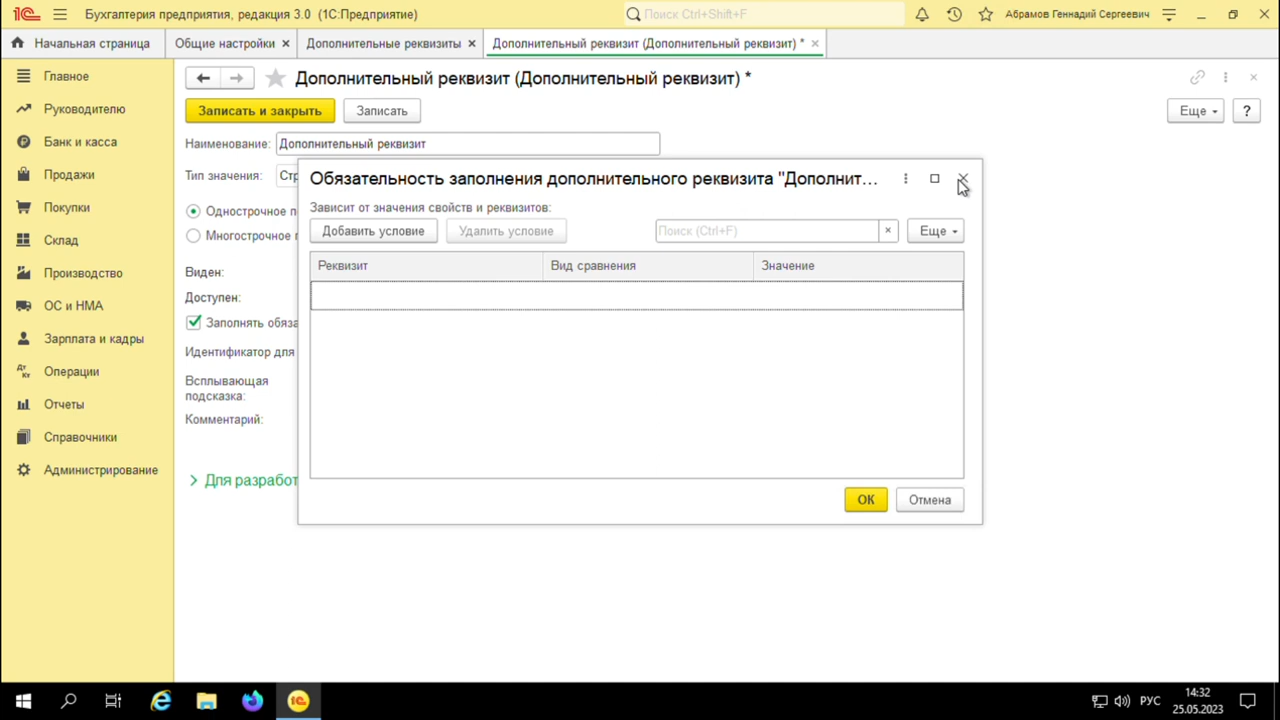 Бухгалтерия предприятия, редакция 3.0 (1С:Предприятие)
Поиск Ctrl+Shift+F
Абрамов Геннадий Сергеевич
Начальная страница
Общие настройки ×
Дополнительные реквизиты ×
Дополнительный реквизит (Дополнительный реквизит) * ×
Главное
Руководителю
Банк и касса
Продажи
Покупки
Склад
Производство
ОС и НМА
Зарплата и кадры
Операции
Отчеты
Справочники
Администрирование
Дополнительный реквизит (Дополнительный реквизит) *
Записать и закрыть
Записать
Еще
?
Наименование:
Дополнительный реквизит
Тип значения:
Стр
Однострочное п
Многострочное п
Виден:
Доступен:
Заполнять обяза
Идентификатор для
Всплывающая
подсказка:
Комментарий:
Для разработ
Обязательность заполнения дополнительного реквизита "Дополнит...
Зависит от значения свойств и реквизитов:
Добавить условие
Удалить условие
Поиск (Ctrl+F)
×
Еще
Реквизит
Вид сравнения
Значение
ОК
Отмена
РУС
14:32
25.05.2023